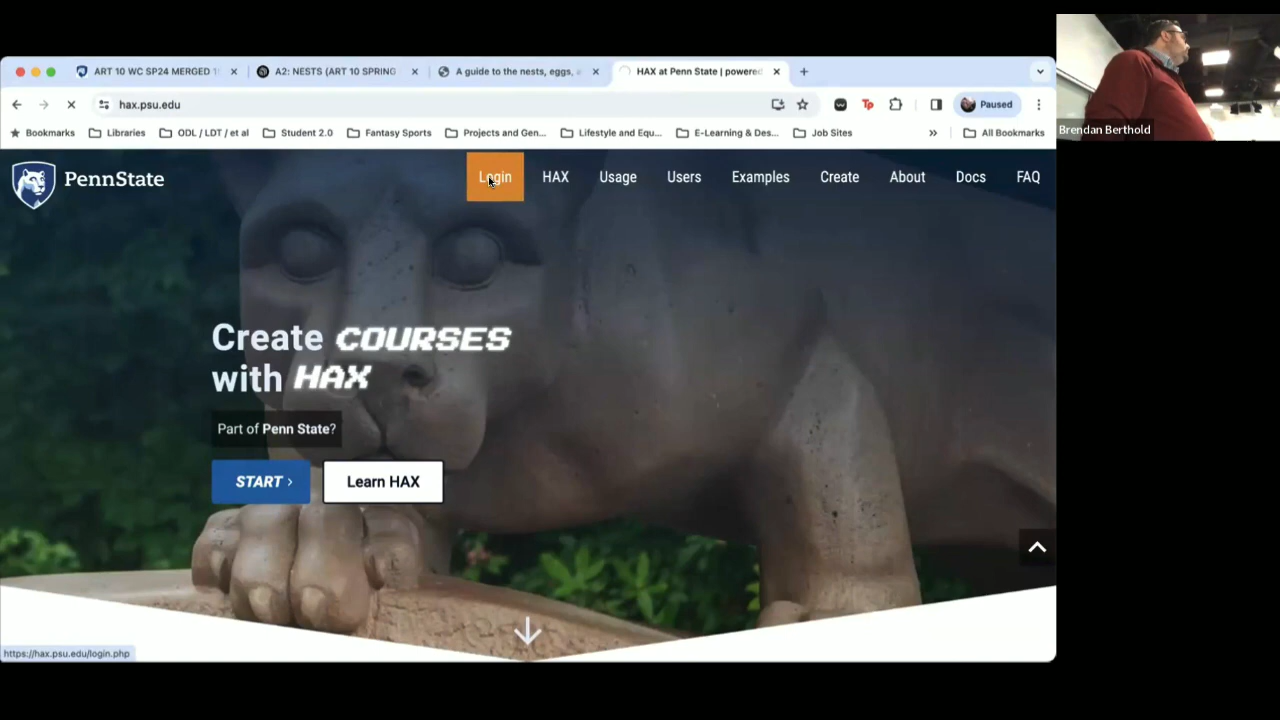 ART 10 WC SP24 MERGED 1
A2: NESTS (ART 10 SPRING
A guide to the nests, eggs, a
HAX at Penn State | powered
hax.psu.edu
Paused
Bookmarks
Libraries
ODL / LDT / et al
Student 2.0
Fantasy Sports
Projects and Gen...
Lifestyle and Equ...
E-Learning & Des...
Job Sites
»
All Bookmarks
PennState
Login
HAX
Usage
Users
Examples
Create
About
Docs
FAQ
Create COURSES
with HAX
Part of Penn State?
START ›
Learn HAX
https://hax.psu.edu/login.php
Brendan Berthold